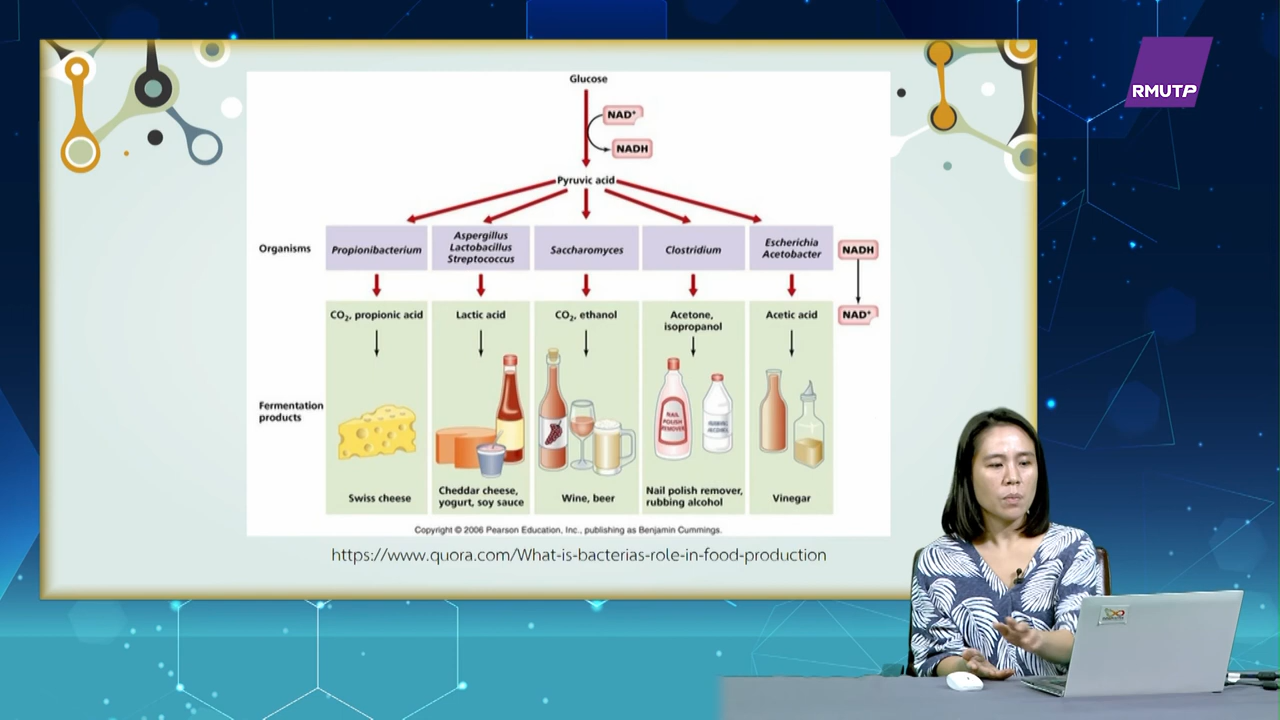 RMUTP
Glucose
NAD⁺
NADH
Pyruvic acid
Organisms
Propionibacterium
Aspergillus
Lactobacillus
Streptococcus
Saccharomyces
Clostridium
Escherichia
Acetobacter
NADH
CO₂, propionic acid
Lactic acid
CO₂, ethanol
Acetone,
isopropanol
Acetic acid
NAD⁺
Fermentation
products
NAIL
POLISH
REMOVER
RUBBING
ALCOHOL
Swiss cheese
Cheddar cheese,
yogurt, soy sauce
Wine, beer
Nail polish remover,
rubbing alcohol
Vinegar
Copyright © 2006 Pearson Education, Inc., publishing as Benjamin Cummings.
https://www.quora.com/What-is-bacterias-role-in-food-production